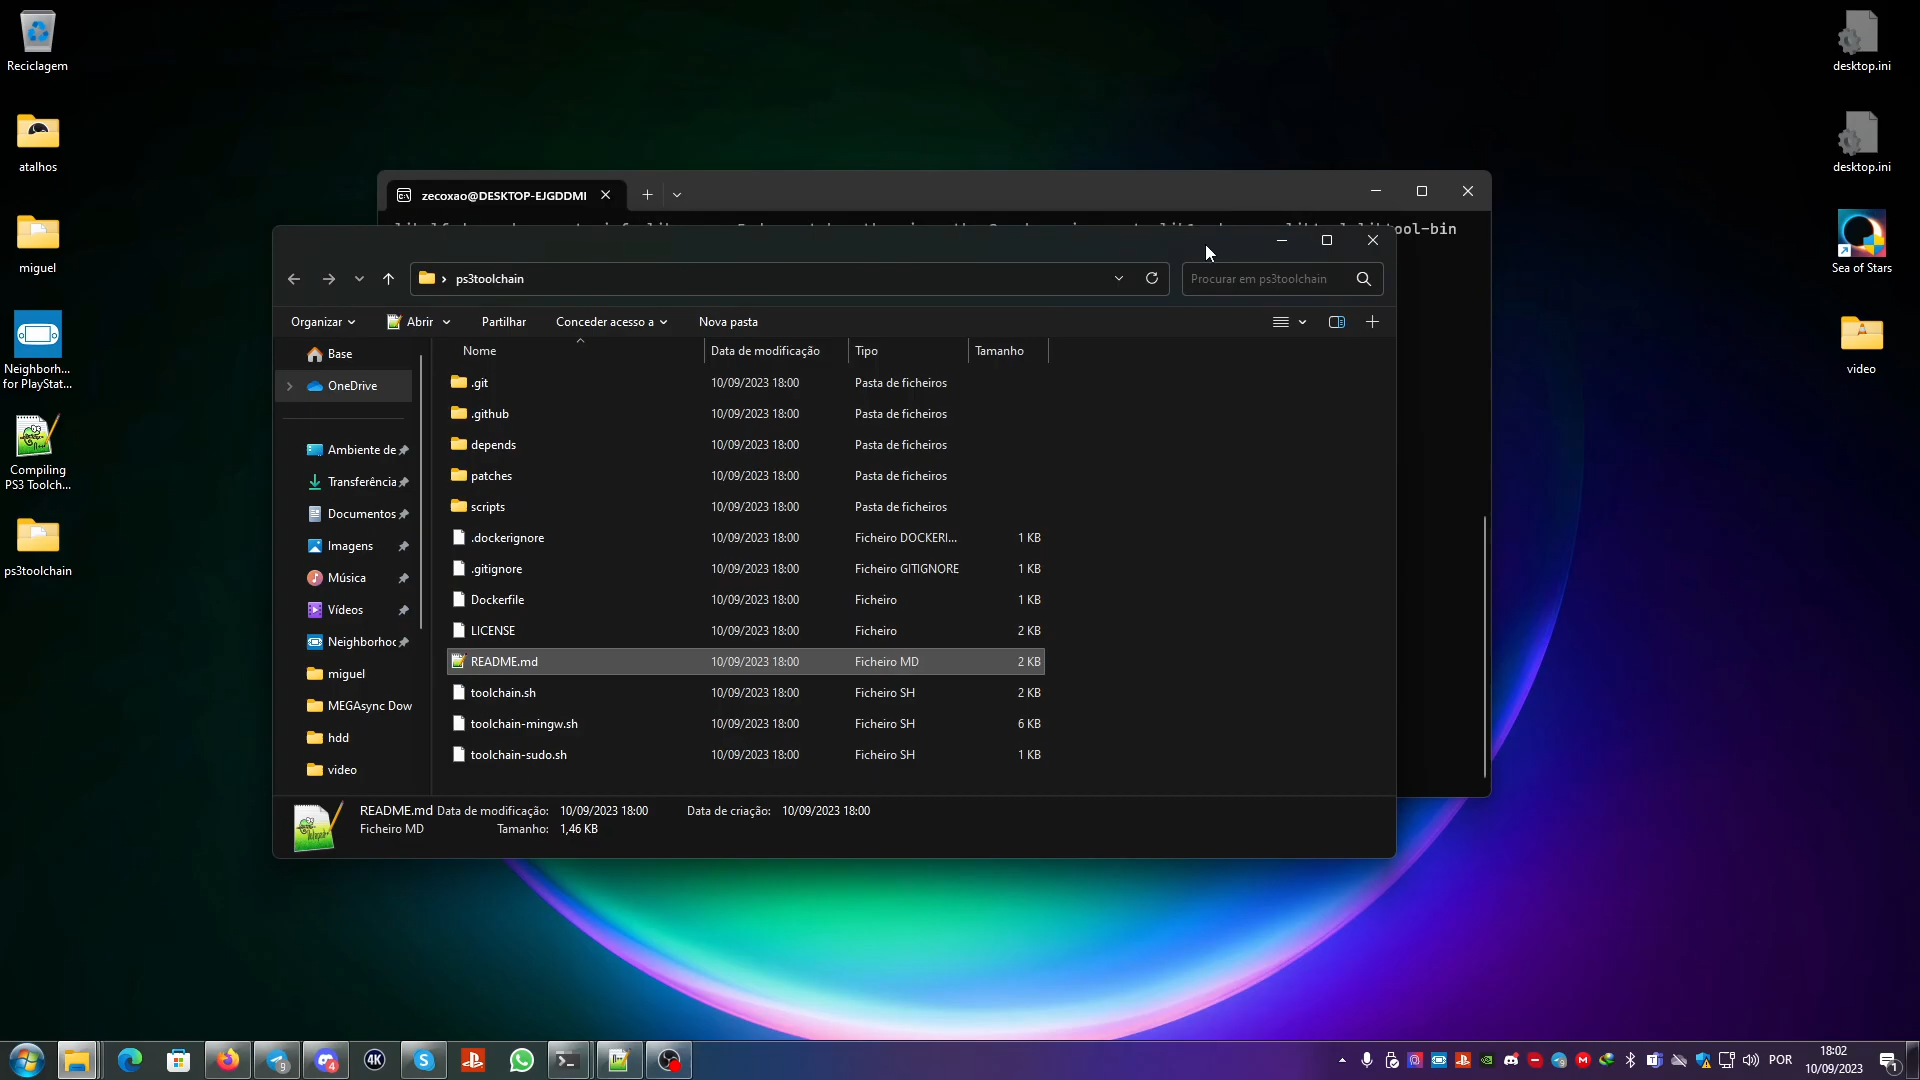 Reciclagem
atalhos
miguel
Neighborh...
for PlayStat...
Compiling
PS3 Toolch...
ps3toolchain
desktop.ini
desktop.ini
Sea of Stars
video
zecoxao@DESKTOP-EJGDDMI
ool-bin
ps3toolchain
Procurar em ps3toolchain
Organizar
Abrir
Partilhar
Conceder acesso a
Nova pasta
Base
OneDrive
Ambiente de
Transferência
Documentos
Imagens
Música
Vídeos
Neighborhoc
miguel
MEGAsync Dow
hdd
video
Nome Data de modificação Tipo Tamanho
.git 10/09/2023 18:00 Pasta de ficheiros
.github 10/09/2023 18:00 Pasta de ficheiros
depends 10/09/2023 18:00 Pasta de ficheiros
patches 10/09/2023 18:00 Pasta de ficheiros
scripts 10/09/2023 18:00 Pasta de ficheiros
.dockerignore 10/09/2023 18:00 Ficheiro DOCKERI... 1 KB
.gitignore 10/09/2023 18:00 Ficheiro GITIGNORE 1 KB
Dockerfile 10/09/2023 18:00 Ficheiro 1 KB
LICENSE 10/09/2023 18:00 Ficheiro 2 KB
README.md 10/09/2023 18:00 Ficheiro MD 2 KB
toolchain.sh 10/09/2023 18:00 Ficheiro SH 2 KB
toolchain-mingw.sh 10/09/2023 18:00 Ficheiro SH 6 KB
toolchain-sudo.sh 10/09/2023 18:00 Ficheiro SH 1 KB
README.md Data de modificação: 10/09/2023 18:00 Data de criação: 10/09/2023 18:00
Ficheiro MD Tamanho: 1,46 KB
9
4
4K
POR
18:02
10/09/2023
1